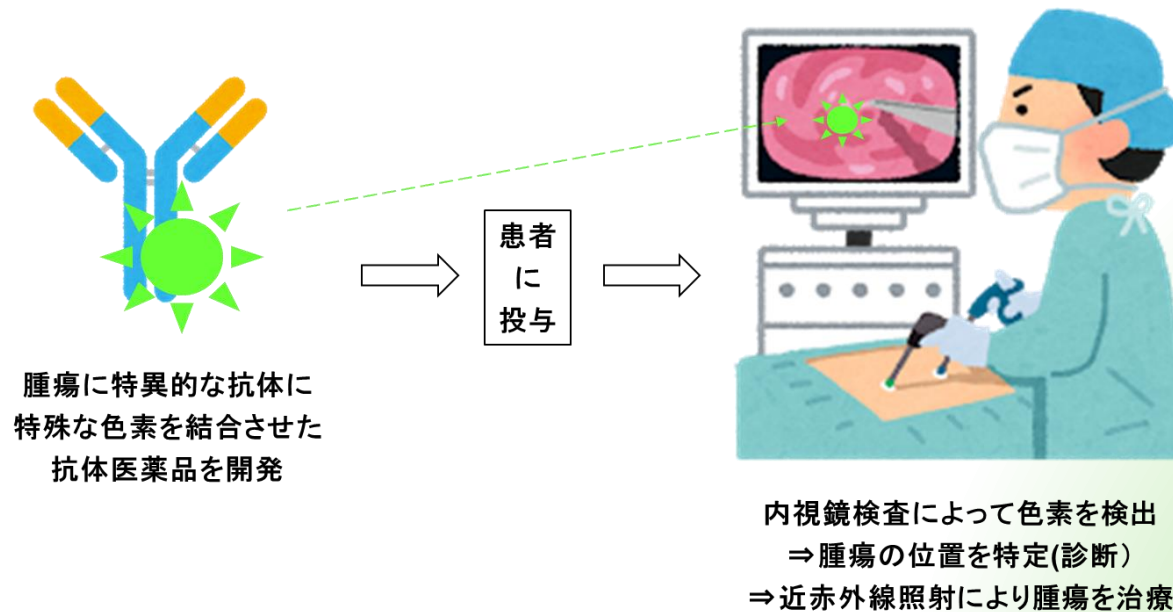 患者
に
投与
腫瘍に特異的な抗体に
特殊な色素を結合させた
抗体医薬品を開発
内視鏡検査によって色素を検出
⇒腫瘍の位置を特定(診断）
⇒近赤外線照射により腫瘍を治療